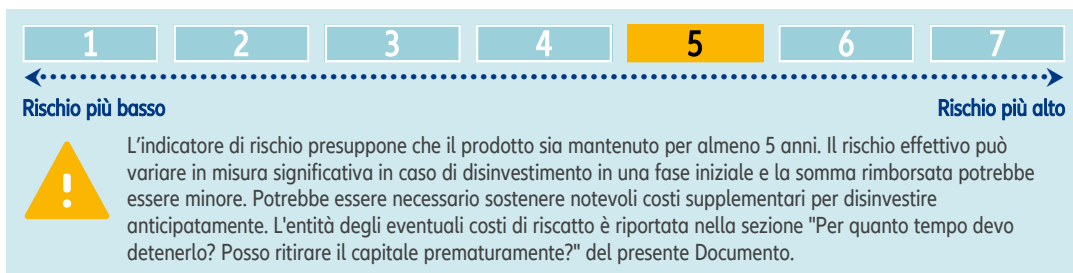 1 2 3 4 5 6 7
Rischio più basso Rischio più alto
L’indicatore di rischio presuppone che il prodotto sia mantenuto per almeno 5 anni. Il rischio effettivo può
variare in misura significativa in caso di disinvestimento in una fase iniziale e la somma rimborsata potrebbe
essere minore. Potrebbe essere necessario sostenere notevoli costi supplementari per disinvestire
anticipatamente. L'entità degli eventuali costi di riscatto è riportata nella sezione "Per quanto tempo devo
detenerlo? Posso ritirare il capitale prematuramente?" del presente Documento.